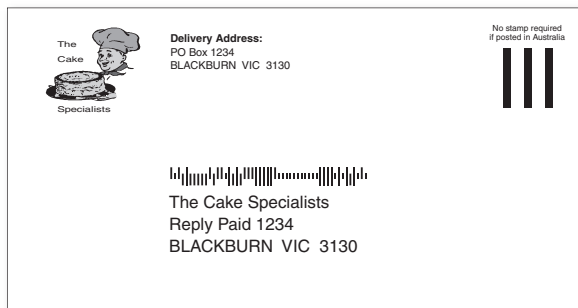 The
Cake
Specialists
Delivery Address:
PO Box 1234
BLACKBURN VIC 3130
No stamp required
if posted in Australia
The Cake Specialists
Reply Paid 1234
BLACKBURN VIC 3130